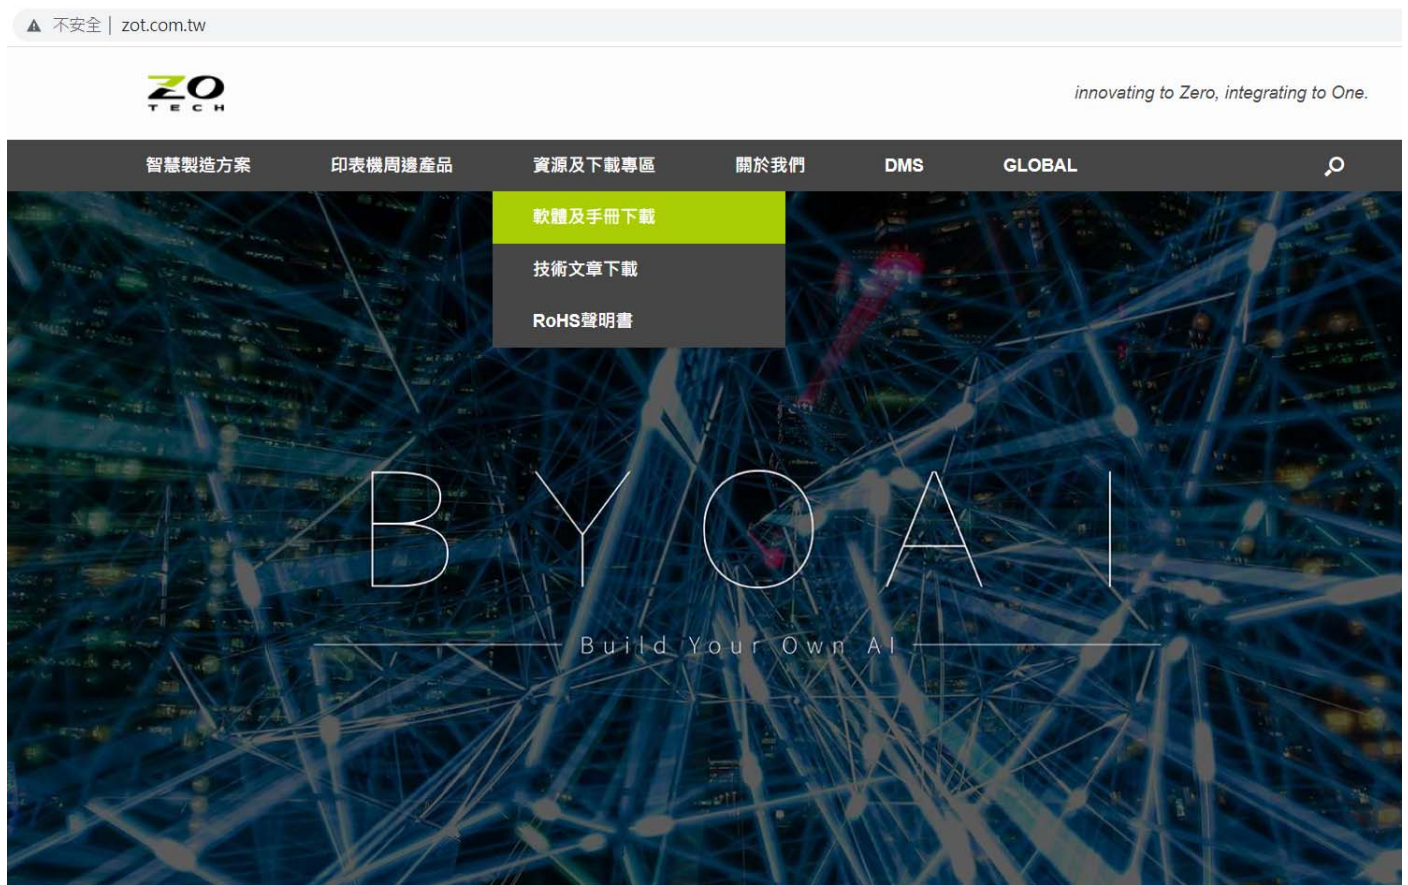 不安全 | zot.com.tw
ZO
TECH
innovating to Zero, integrating to One.
智慧製造方案 印表機周邊產品 資源及下載專區 關於我們 DMS GLOBAL
軟體及手冊下載
技術文章下載
RoHS聲明書
BYOAI
Build Your Own AI